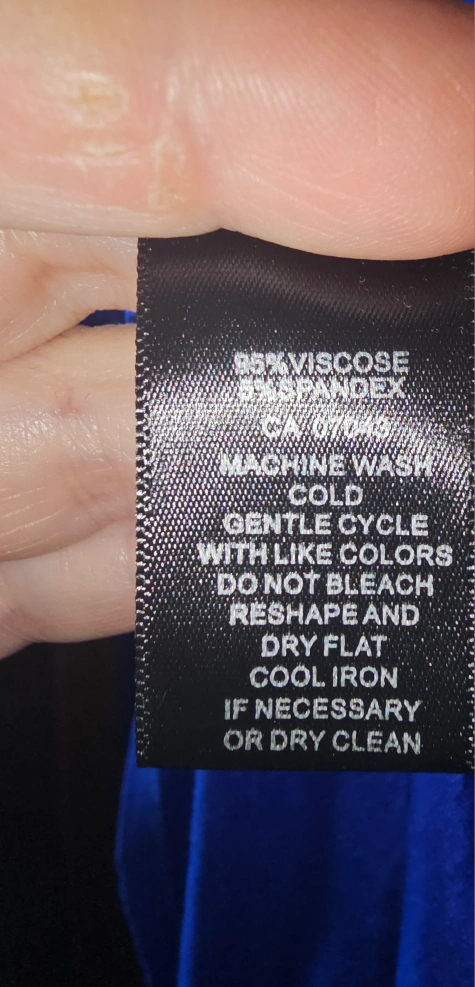 95% VISCOSE
5% SPANDEX
CA
MACHINE WASH
COLD
GENTLE CYCLE
WITH LIKE COLORS
DO NOT BLEACH
RESHAPE AND
DRY FLAT
COOL IRON
IF NECESSARY
OR DRY CLEAN